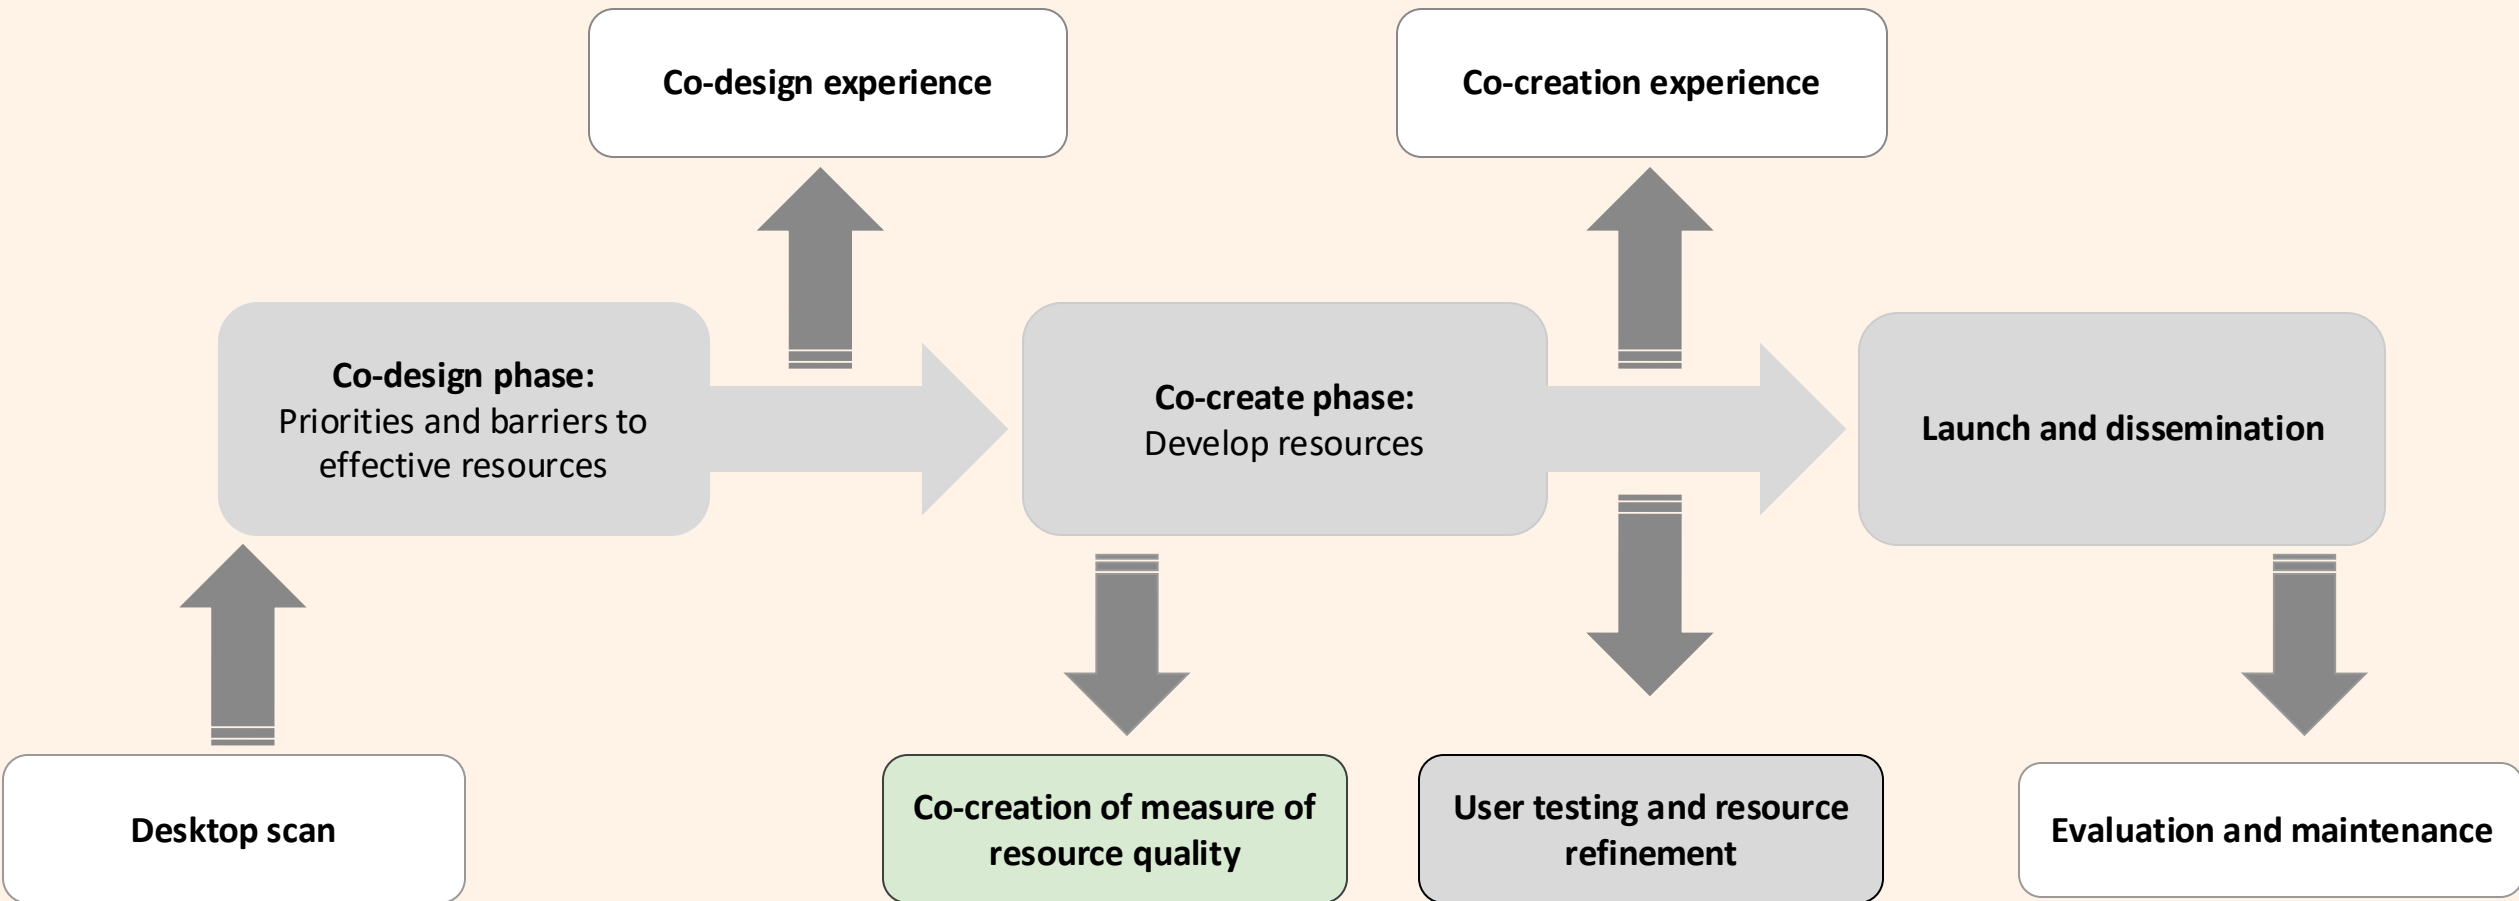 Co-design experience
Co-creation experience
Co-design phase:
Priorities and barriers to
effective resources
Co-create phase:
Develop resources
Launch and dissemination
Desktop scan
Co-creation of measure of
resource quality
User testing and resource
refinement
Evaluation and maintenance